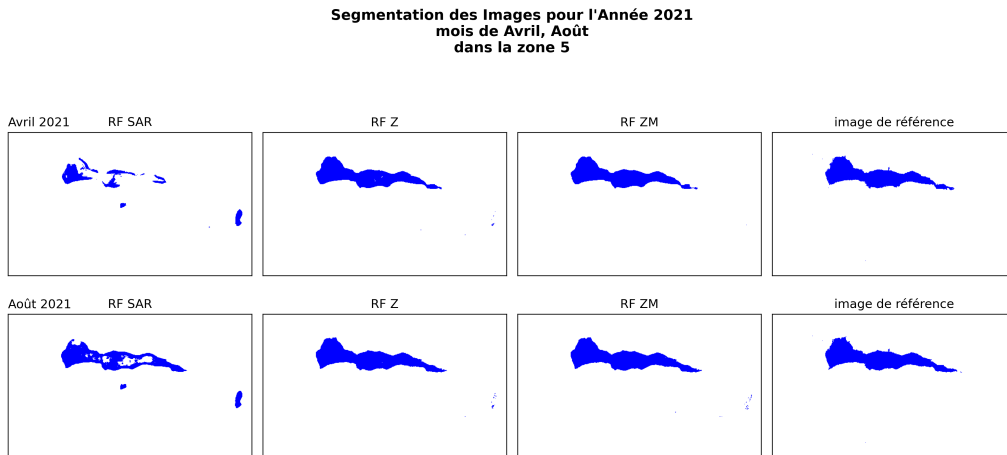 Segmentation des Images pour l'Année 2021
mois de Avril, Août
dans la zone 5
Avril 2021 RF SAR RF Z RF ZM image de référence
Août 2021 RF SAR RF Z RF ZM image de référence